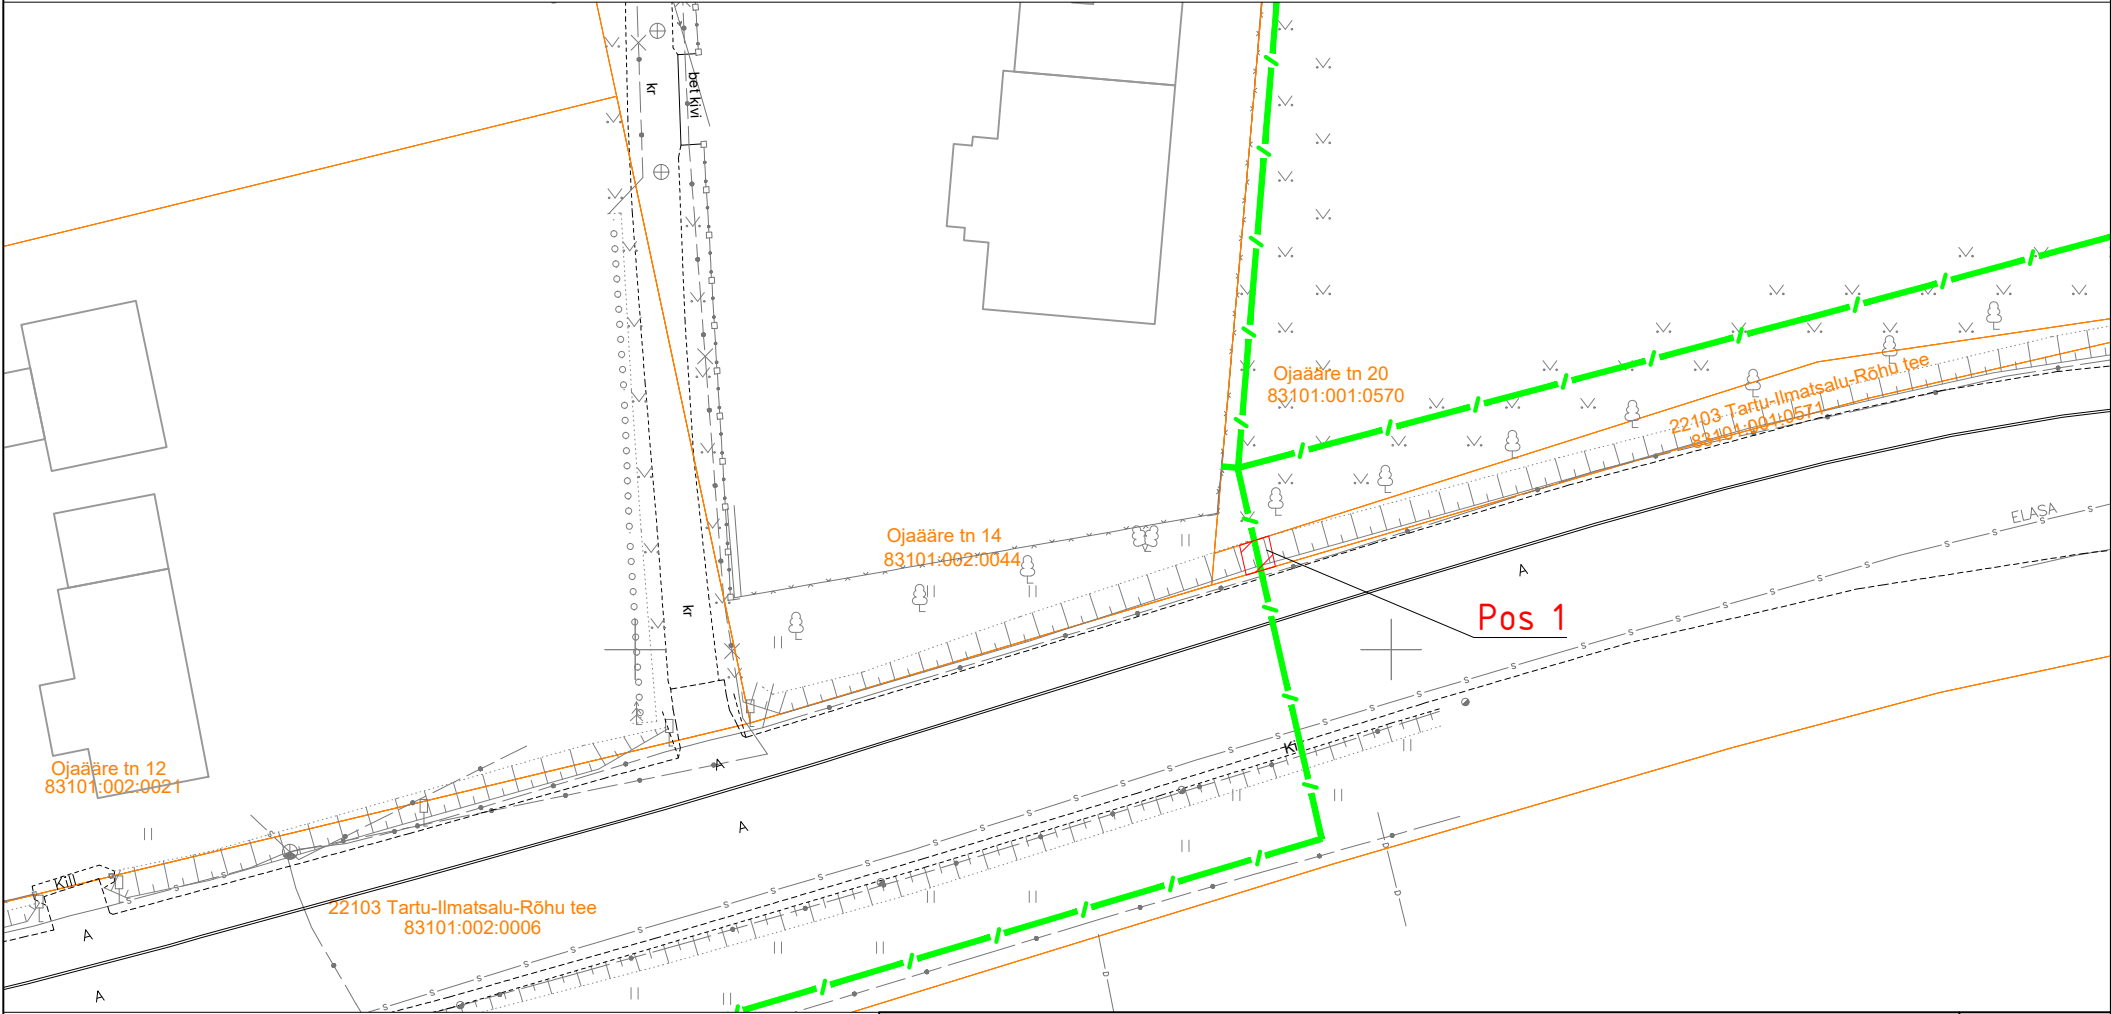 kr
bet kivi
Ojaääre tn 20
83101:001:0570
22103 Tartu-Ilmatsalu-Rõhu tee
83101:001:0571
ELASA
Ojaääre tn 14
83101:002:0044
A
Pos 1
kr
Ojaääre tn 12
83101:002:0021
A
A
Kill
22103 Tartu-Ilmatsalu-Rõhu tee
83101:002:0006
A
A